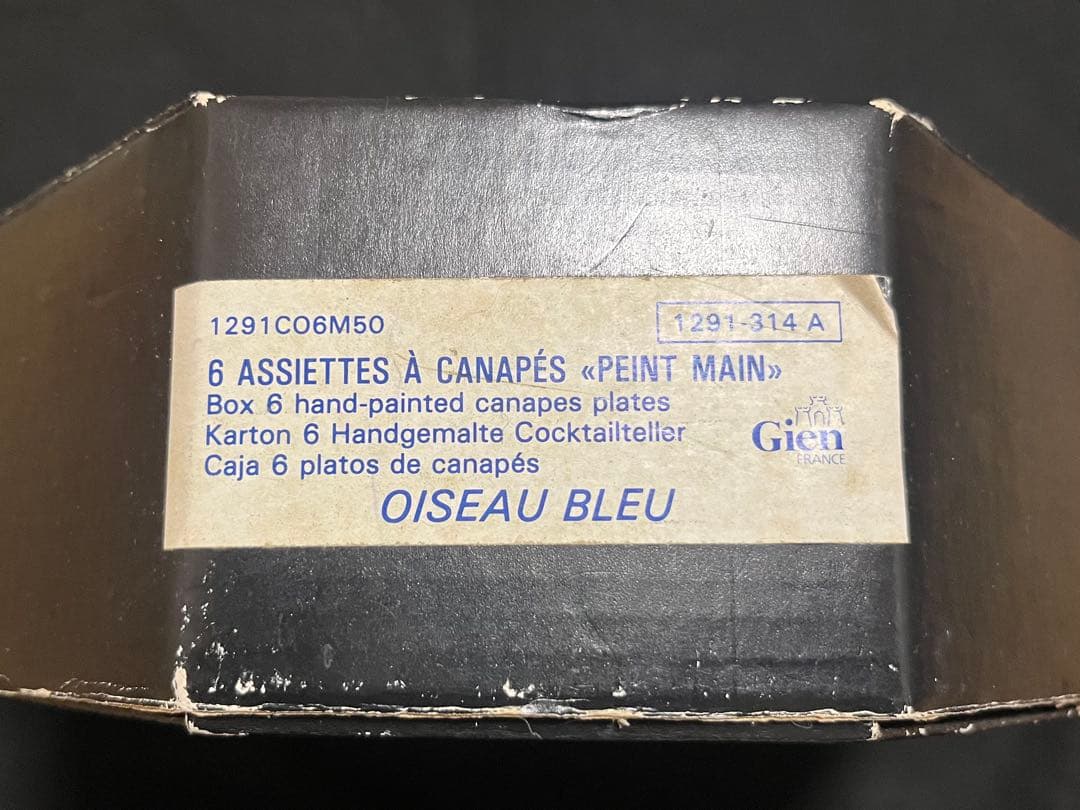 1291CO6M50
1291-314 A
6 ASSIETTES À CANAPÉS «PEINT MAIN»
Box 6 hand-painted canapes plates
Karton 6 Handgemalte Cocktailteller
Caja 6 platos de canapés
Gien
FRANCE
OISEAU BLEU